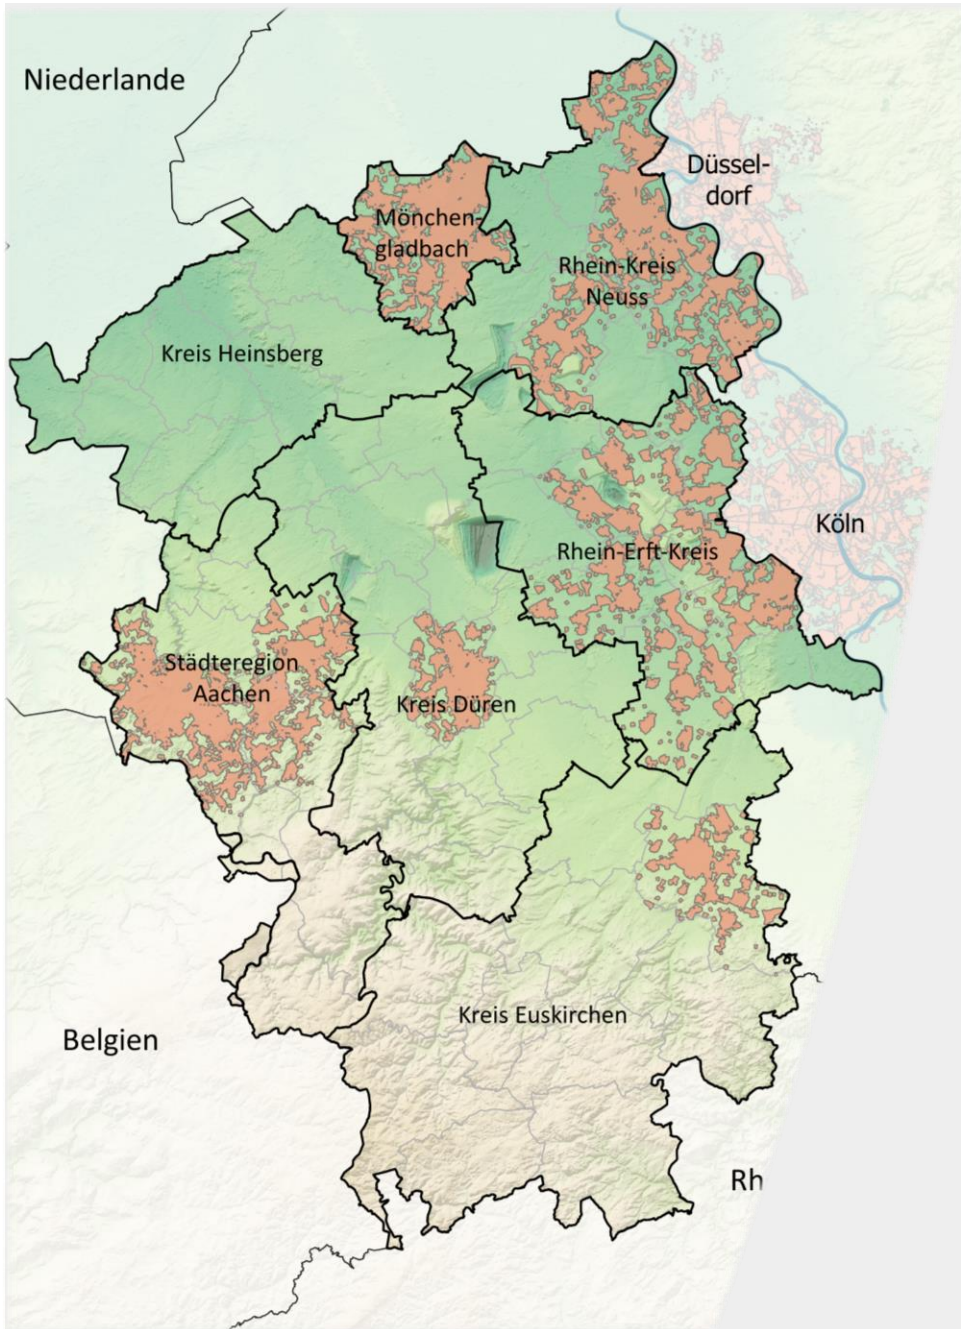 Niederlande
Düssel-
dorf
Mönchen-
gladbach
Rhein-Kreis
Neuss
Kreis Heinsberg
Köln
Rhein-Erft-Kreis
Städteregion
Aachen
Kreis Düren
Kreis Euskirchen
Belgien
Rh